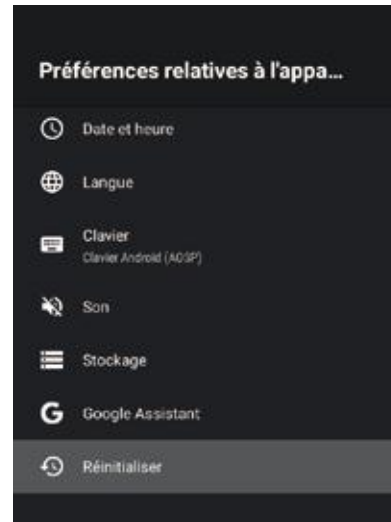 Préférences relatives à l'appa...
Date et heure
Langue
Clavier
Clavier Android (AOSP)
Son
Stockage
Google Assistant
Réinitialiser